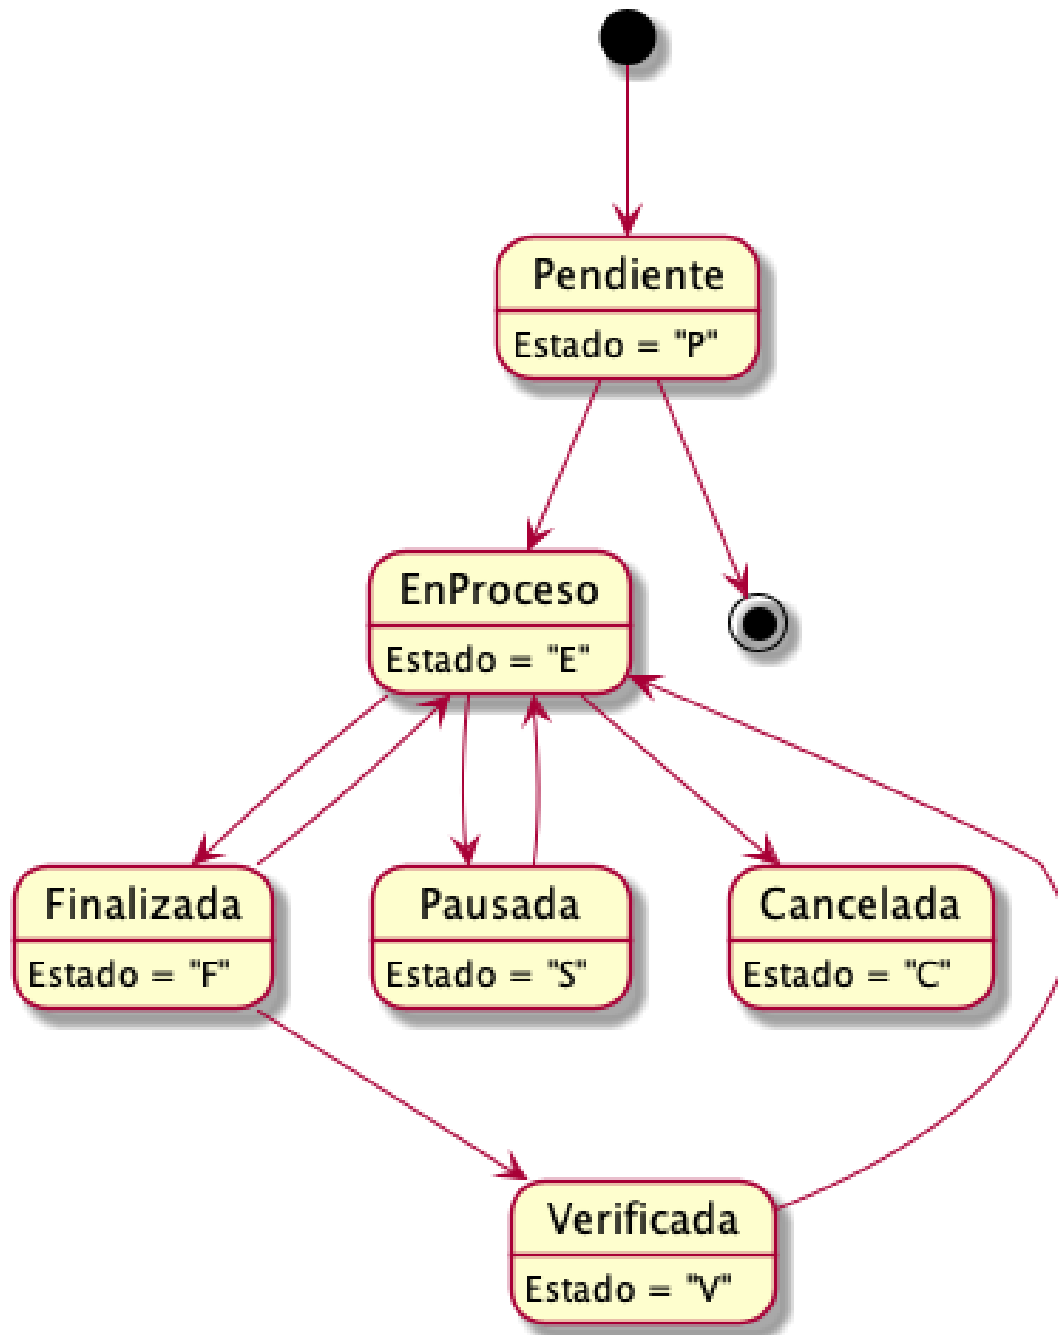 Pendiente
Estado = "P"
EnProceso
Estado = "E"
Finalizada
Estado = "F"
Pausada
Estado = "S"
Cancelada
Estado = "C"
Verificada
Estado = "V"